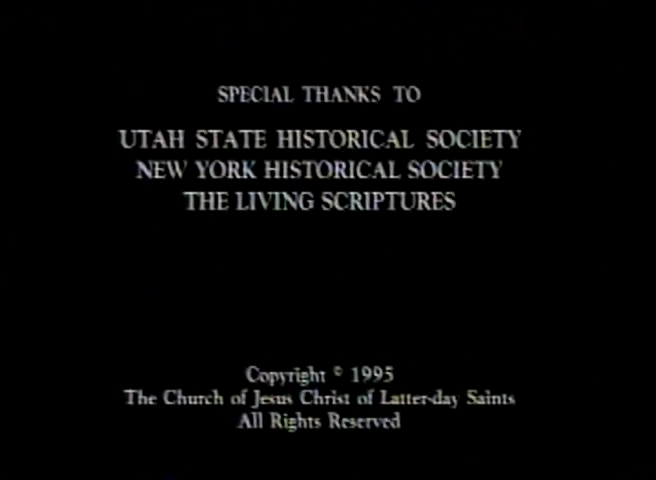 SPECIAL THANKS TO
UTAH STATE HISTORICAL SOCIETY
NEW YORK HISTORICAL SOCIETY
THE LIVING SCRIPTURES
Copyright © 1995
The Church of Jesus Christ of Latter-day Saints
All Rights Reserved